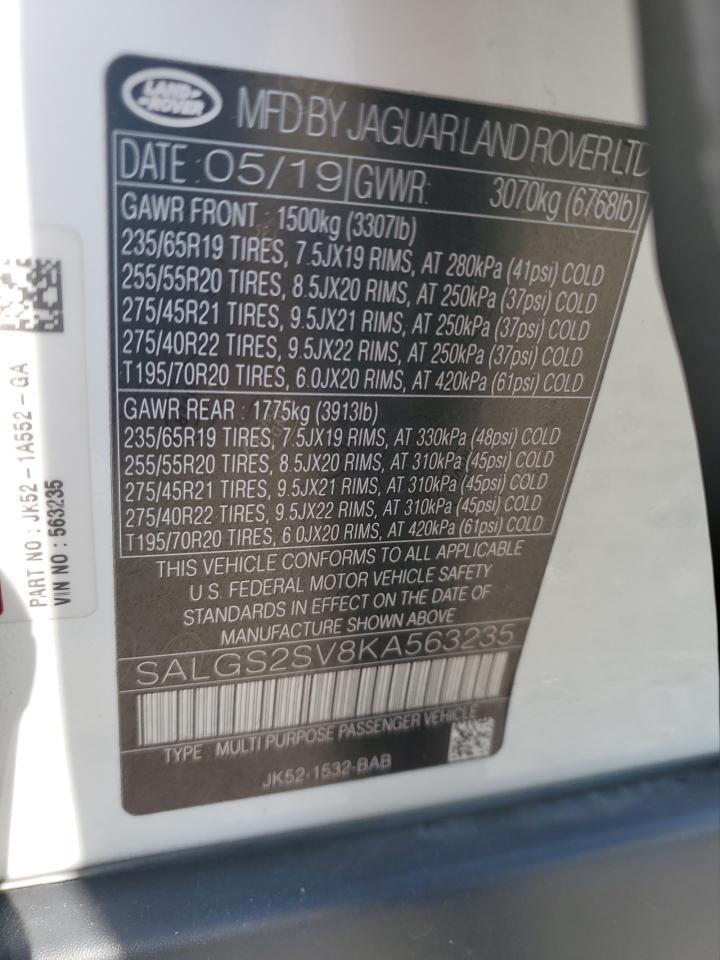 LAND ROVER
MFD BY JAGUAR LAND ROVER LTD
DATE: 05/19 GVWR: 3070kg (6768lb)
GAWR FRONT : 1500kg (3307lb)
235/65R19 TIRES, 7.5JX19 RIMS, AT 280kPa (41psi) COLD
255/55R20 TIRES, 8.5JX20 RIMS, AT 250kPa (37psi) COLD
275/45R21 TIRES, 9.5JX21 RIMS, AT 250kPa (37psi) COLD
275/40R22 TIRES, 9.5JX22 RIMS, AT 250kPa (37psi) COLD
T195/70R20 TIRES, 6.0JX20 RIMS, AT 420kPa (61psi) COLD
GAWR REAR : 1775kg (3913lb)
235/65R19 TIRES, 7.5JX19 RIMS, AT 330kPa (48psi) COLD
255/55R20 TIRES, 8.5JX20 RIMS, AT 310kPa (45psi) COLD
275/45R21 TIRES, 9.5JX21 RIMS, AT 310kPa (45psi) COLD
275/40R22 TIRES, 9.5JX22 RIMS, AT 310kPa (45psi) COLD
T195/70R20 TIRES, 6.0JX20 RIMS, AT 420kPa (61psi) COLD
THIS VEHICLE CONFORMS TO ALL APPLICABLE
U.S. FEDERAL MOTOR VEHICLE SAFETY
STANDARDS IN EFFECT ON THE DATE OF
MANUFACTURE SHOWN ABOVE
SALGS2SV8KA563235
TYPE : MULTI PURPOSE PASSENGER VEHICLE
JK52-1532-BAB
PART NO : JK52-1A552-GA
VIN NO : 563235